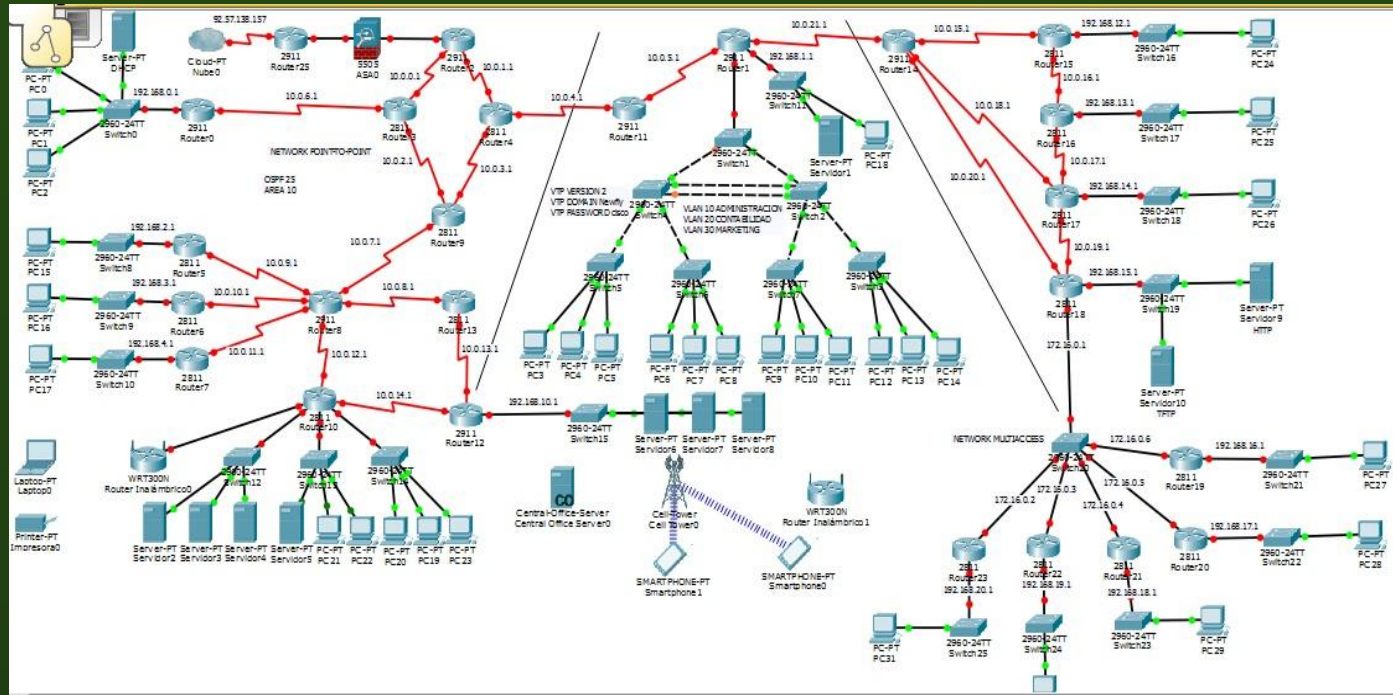 92.57.138.157
Server-PT
DHCP
Cloud-PT
Nube0
2911
Router25
5505
ASA0
PC-PT
PC0
PC-PT
PC1
PC-PT
PC2
2960-24TT
Switch0
192.168.0.1
2911
Router0
10.0.6.1
10.0.0.1
10.0.1.1
10.0.2.1
10.0.3.1
2811
Router4
10.0.4.1
NETWORK POINT-TO-POINT
OSPF 25
AREA 10
2811
Router9
10.0.7.1
PC-PT
PC15
2960-24TT
Switch8
192.168.2.1
2811
Router5
10.0.9.1
PC-PT
PC16
2960-24TT
Switch9
192.168.3.1
2811
Router6
10.0.10.1
PC-PT
PC17
2960-24TT
Switch10
192.168.4.1
2811
Router7
10.0.11.1
Router8
10.0.8.1
Router13
10.0.12.1
10.0.13.1
2811
Router10
10.0.14.1
2911
Router12
192.168.10.1
2960-24TT
Switch15
Server-PT
Servidor6
Server-PT
Servidor7
Server-PT
Servidor8
Laptop-PT
Laptop0
Printer-PT
Impresora0
WRT300N
Router Inalámbrico0
2960-24TT
Switch12
Server-PT
Servidor2
Server-PT
Servidor3
Server-PT
Servidor4
Server-PT
Servidor5
PC-PT
PC21
PC-PT
PC22
PC-PT
PC20
PC-PT
PC19
PC-PT
PC23
Central-Office-Server
Central Office Server0
Cell Tower0
WRT300N
Router Inalámbrico1
SMARTPHONE-PT
Smartphone1
SMARTPHONE-PT
Smartphone0
2911
Router11
10.0.5.1
Router1
10.0.21.1
192.168.1.1
2960-24TT
Switch11
Server-PT
Servidor1
PC-PT
PC18
2960-24TT
Switch1
VTP VERSION 2
VTP DOMAIN Newfly
VTP PASSWORD cisco
VLAN 10 ADMINISTRACION
VLAN 20 CONTABILIDAD
VLAN 30 MARKETING
Switch2
PC-PT
PC3
PC-PT
PC4
PC-PT
PC5
PC-PT
PC6
PC-PT
PC7
PC-PT
PC8
PC-PT
PC9
PC-PT
PC10
PC-PT
PC11
PC-PT
PC12
PC-PT
PC13
PC-PT
PC14
2911
Router14
10.0.15.1
Router15
192.168.12.1
2960-24TT
Switch16
PC-PT
PC24
10.0.16.1
10.0.18.1
2811
Router16
192.168.13.1
2960-24TT
Switch17
PC-PT
PC25
10.0.17.1
10.0.20.1
2811
Router17
192.168.14.1
2960-24TT
Switch18
PC-PT
PC26
10.0.19.1
2811
Router18
192.168.15.1
2960-24TT
Switch19
Server-PT
Servidor9
HTTP
Server-PT
Servidor10
TFTP
172.16.0.1
NETWORK MULTIACCESS
172.16.0.6
2811
Router19
192.168.16.1
2960-24TT
Switch21
PC-PT
PC27
172.16.0.2
172.16.0.3
172.16.0.4
172.16.0.5
2811
Router20
192.168.17.1
2960-24TT
Switch22
PC-PT
PC28
Router23
192.168.20.1
Router22
192.168.19.1
Router21
192.168.18.1
PC-PT
PC31
2960-24TT
Switch25
2960-24TT
Switch24
2960-24TT
Switch23
PC-PT
PC29